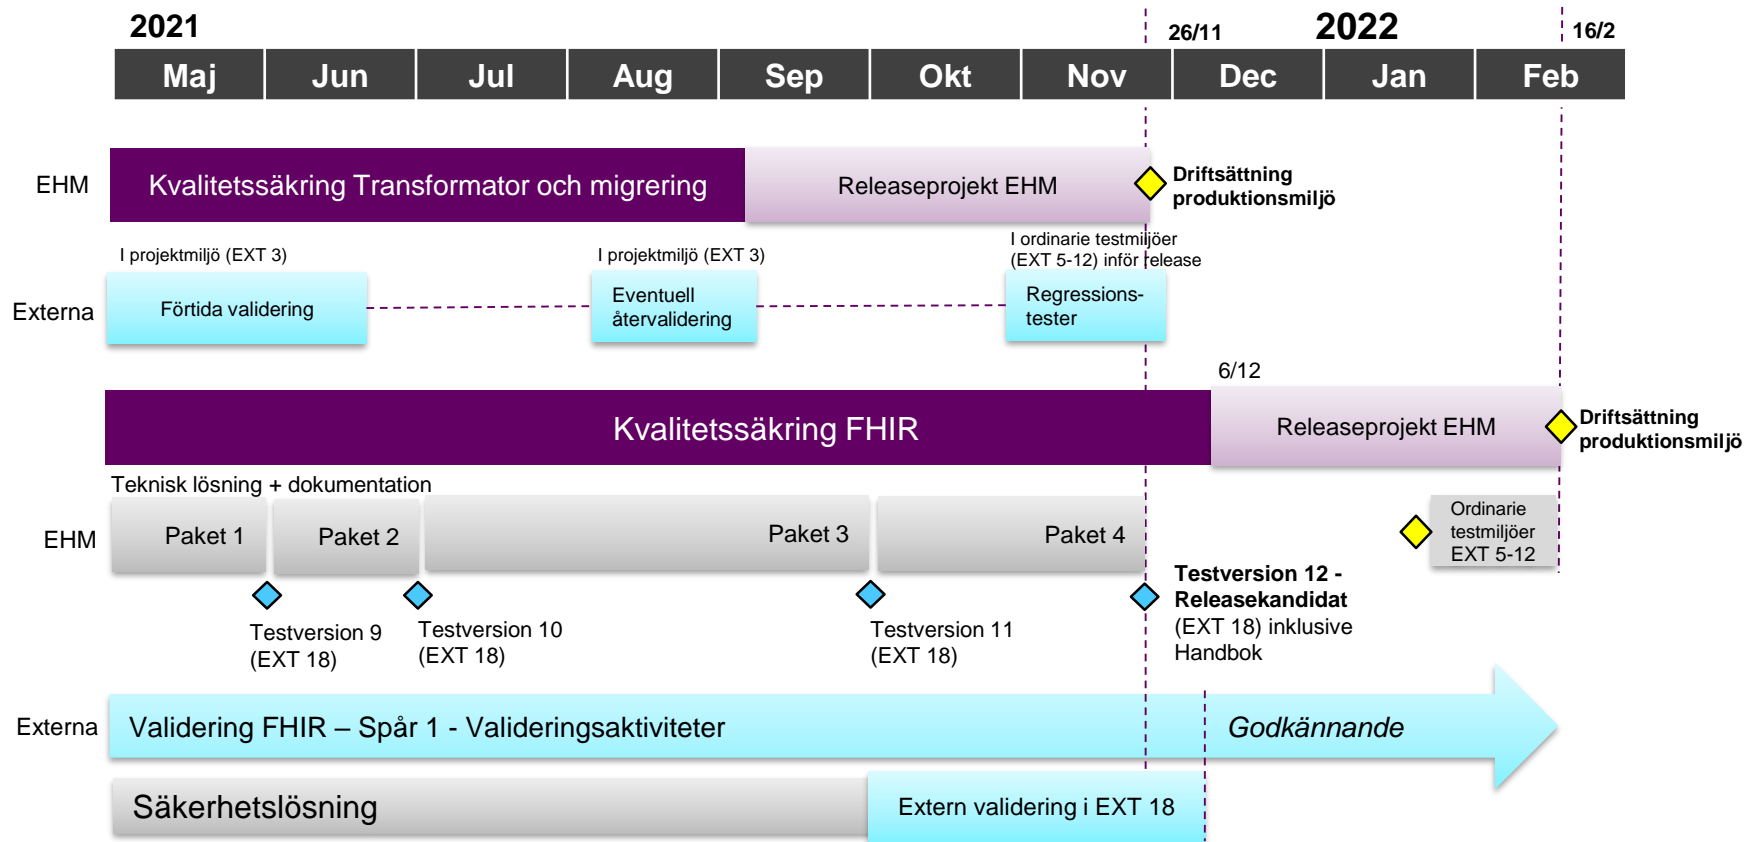 2021
26/11
2022
16/2
Maj
Jun
Jul
Aug
Sep
Okt
Nov
Dec
Jan
Feb
EHM
Kvalitetssäkring Transformator och migrering
Releaseprojekt EHM
Driftsättning
produktionsmiljö
I projektmiljö (EXT 3)
I projektmiljö (EXT 3)
I ordinarie testmiljöer
(EXT 5-12) inför release
Externa
Förtida validering
Eventuell
återvalidering
Regressions-
tester
6/12
Kvalitetssäkring FHIR
Releaseprojekt EHM
Driftsättning
produktionsmiljö
Teknisk lösning + dokumentation
EHM
Paket 1
Paket 2
Paket 3
Paket 4
Ordinarie
testmiljöer
EXT 5-12
Testversion 9
(EXT 18)
Testversion 10
(EXT 18)
Testversion 11
(EXT 18)
Testversion 12 -
Releasekandidat
(EXT 18) inklusive
Handbok
Externa
Validering FHIR – Spår 1 - Valideringsaktiviteter
Godkännande
Säkerhetslösning
Extern validering i EXT 18